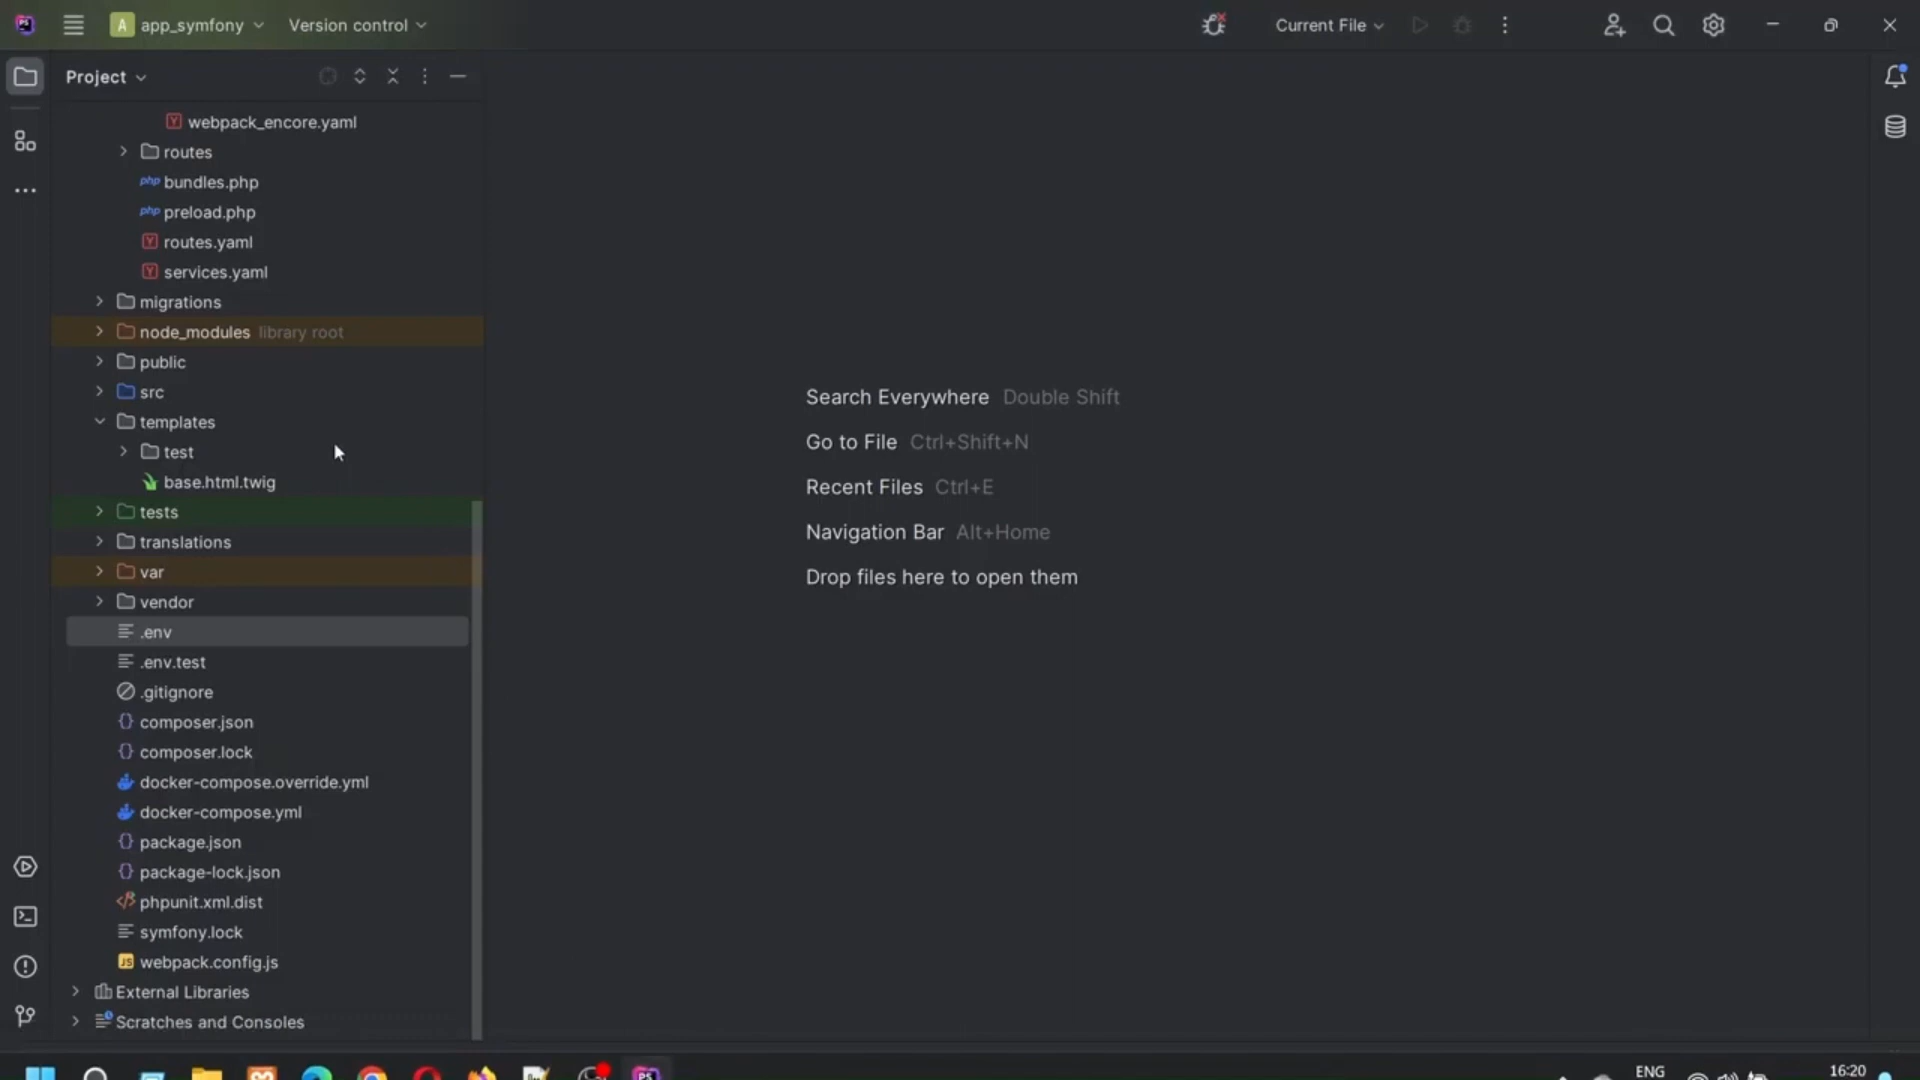 A app_symfony
Version control
Current File
Project
webpack_encore.yaml
routes
php bundles.php
php preload.php
Y routes.yaml
Y services.yaml
migrations
node_modules library root
public
src
templates
test
base.html.twig
tests
translations
var
vendor
.env
.env.test
.gitignore
composer.json
composer.lock
docker-compose.override.yml
docker-compose.yml
package.json
package-lock.json
phpunit.xml.dist
symfony.lock
JS webpack.config.js
External Libraries
Scratches and Consoles
Search Everywhere Double Shift
Go to File Ctrl+Shift+N
Recent Files Ctrl+E
Navigation Bar Alt+Home
Drop files here to open them
PS
ENG
16:20